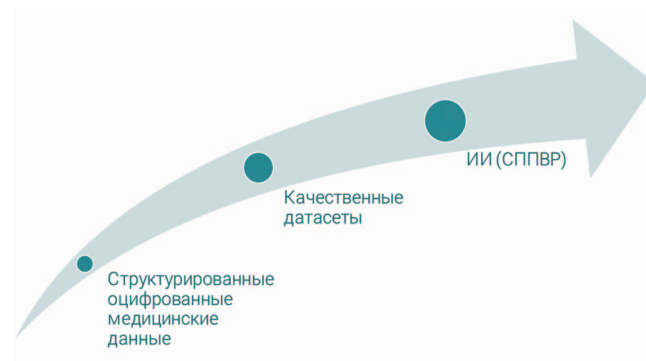 ИИ (СППВР)
Качественные
датасеты
Структурированные
оцифрованные
медицинские
данные